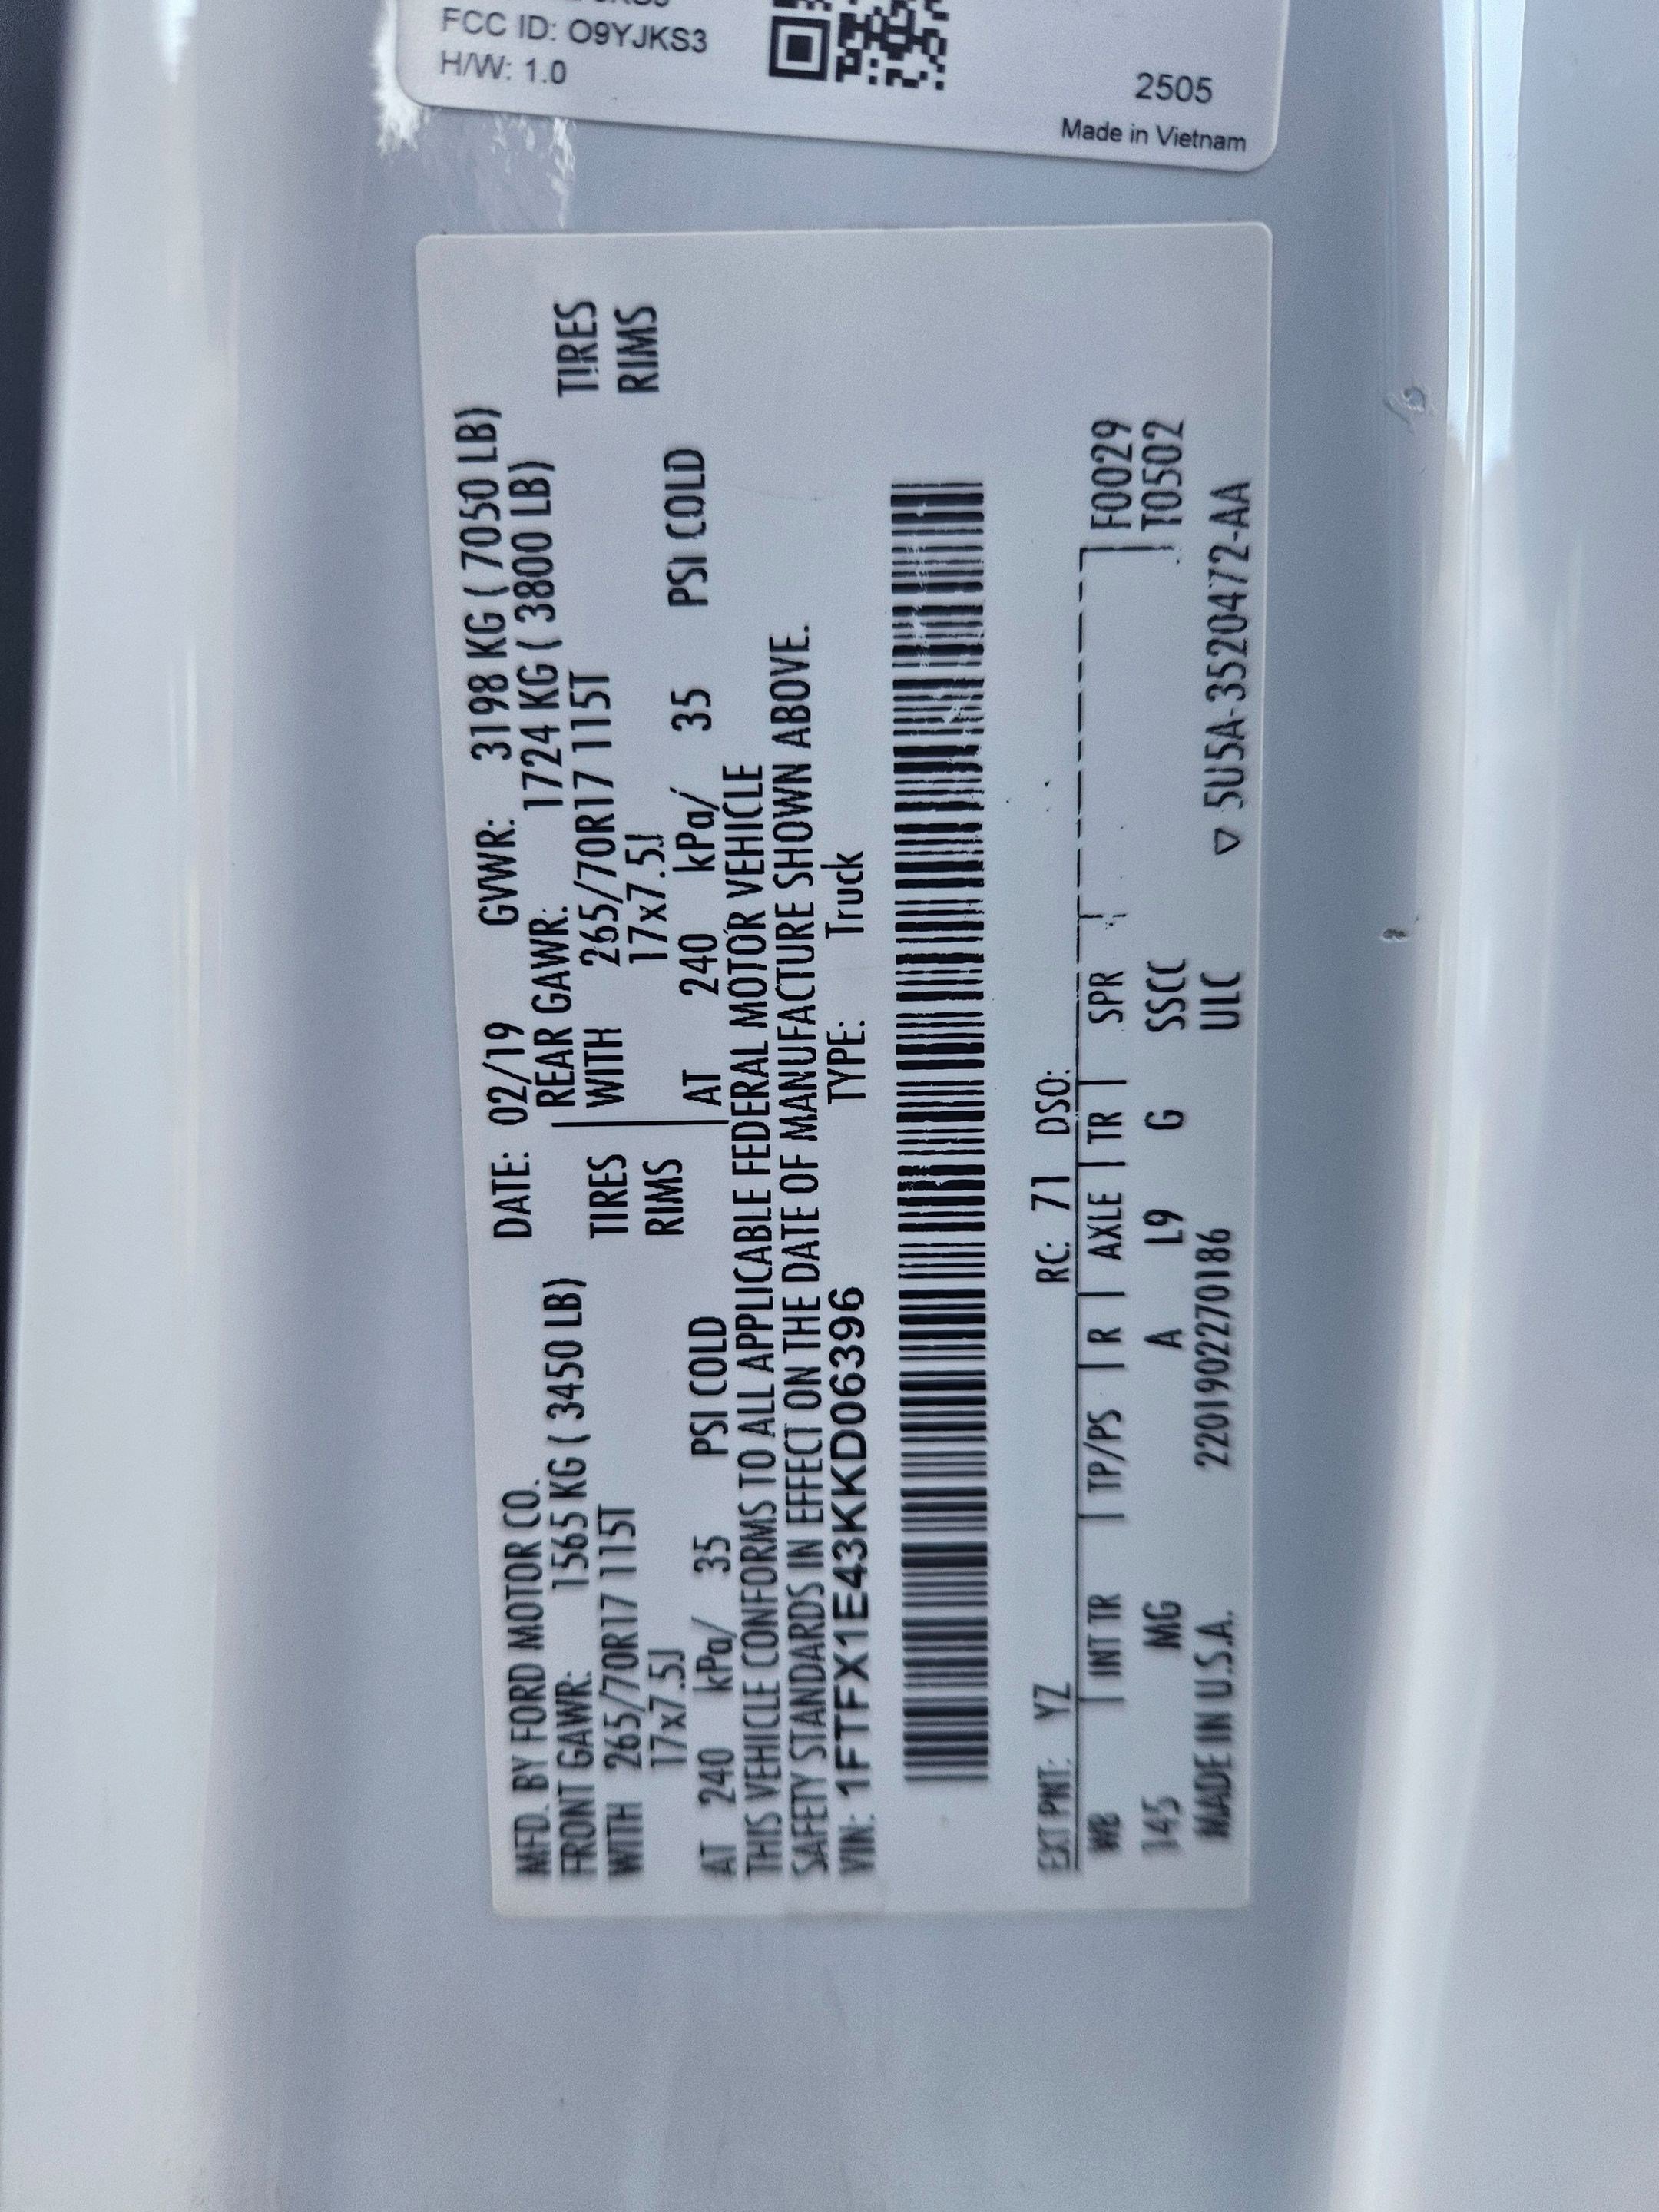 FCC ID: O9YJKS3
H/W: 1.0
2505
Made in Vietnam
MFD. BY FORD MOTOR CO. DATE: 02/19 GVWR: 3198 KG ( 7050 LB)
FRONT GAWR: 1565 KG ( 3450 LB) REAR GAWR: 1724 KG ( 3800 LB)
WITH 265/70R17 115T TIRES WITH 265/70R17 115T TIRES
17x7.5J RIMS 17x7.5J RIMS
AT 240 kPa/ 35 PSI COLD AT 240 kPa/ 35 PSI COLD
THIS VEHICLE CONFORMS TO ALL APPLICABLE FEDERAL MOTOR VEHICLE
SAFETY STANDARDS IN EFFECT ON THE DATE OF MANUFACTURE SHOWN ABOVE.
VIN: 1FTFX1E43KKD06396 TYPE: Truck
EXT PNT: YZ RC: 71 DSO:
WB INT TR TP/PS R AXLE TR SPR F0029
145 MG A L9 G SSCC T0502
MADE IN U.S.A. 2201902270186 ULC ▽ 5U5A-3520472-AA